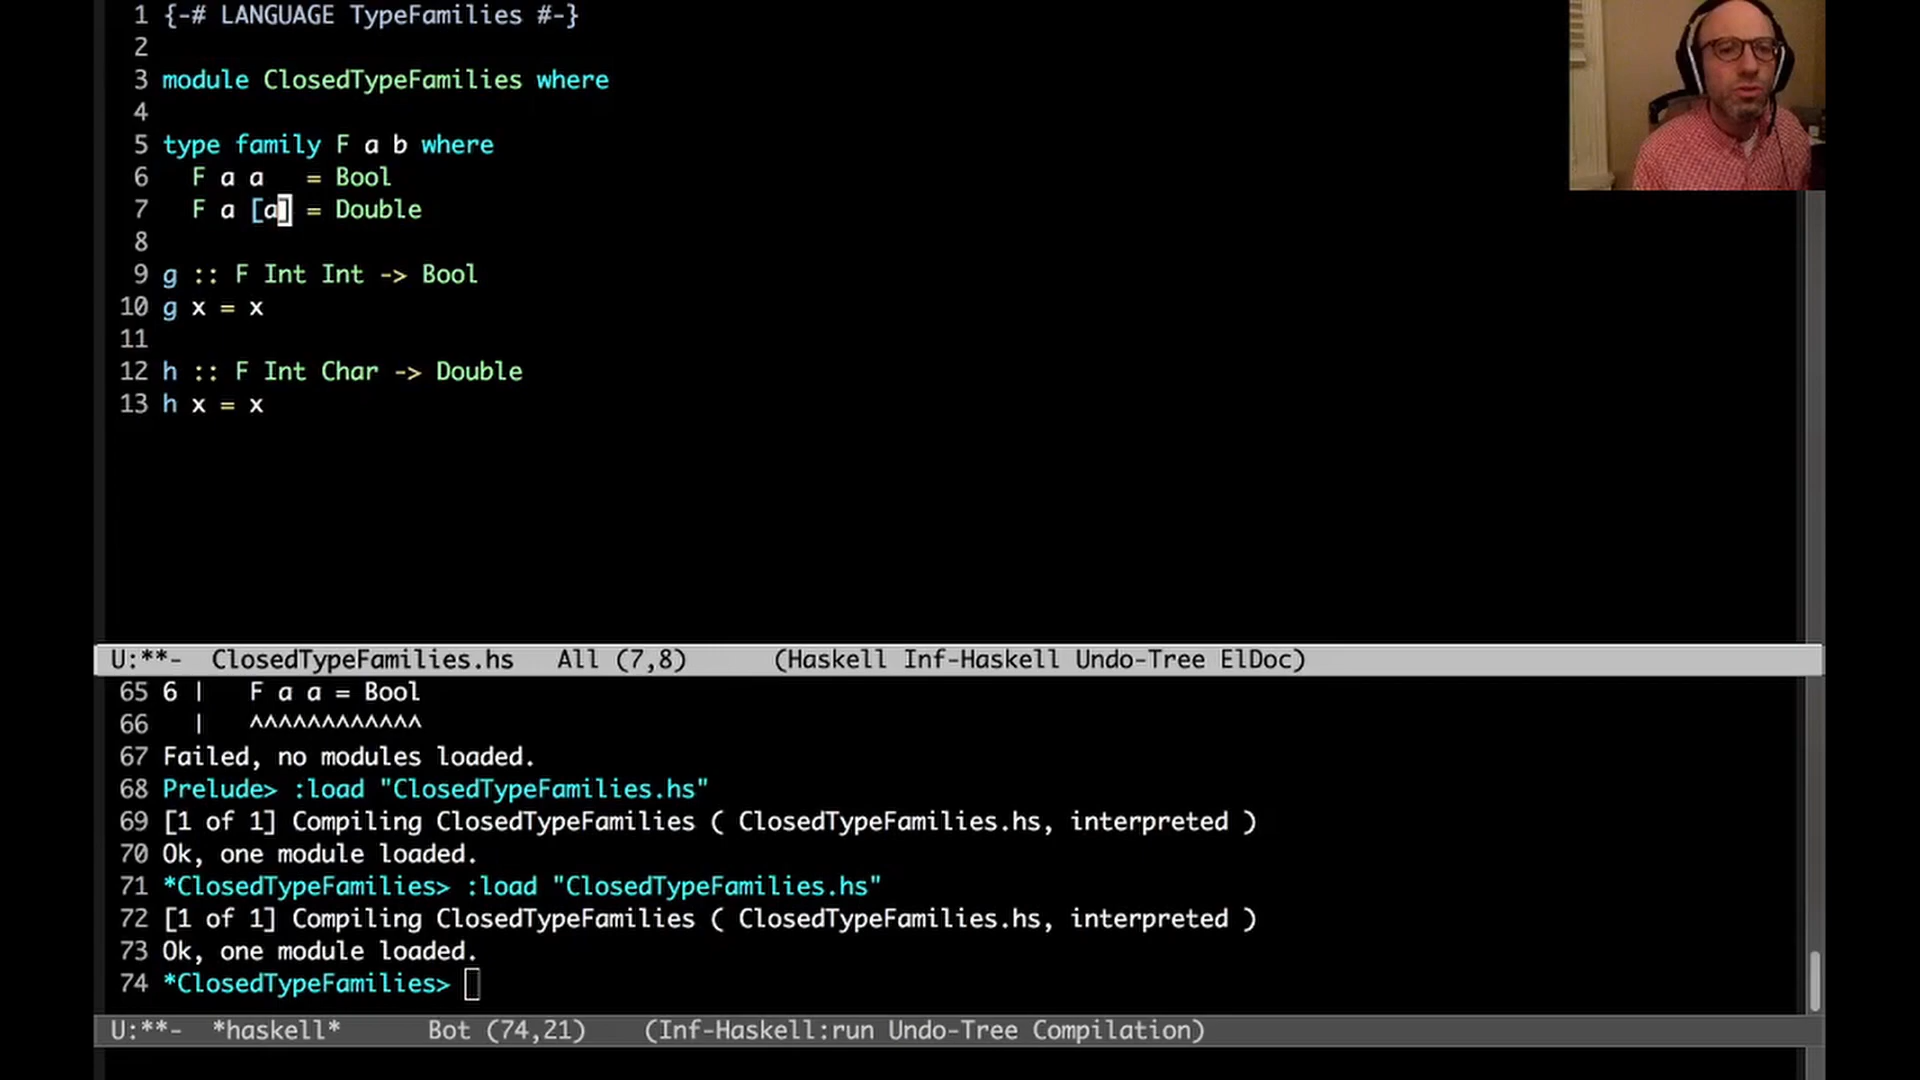 1 {-# LANGUAGE TypeFamilies #-}
2
3 module ClosedTypeFamilies where
4
5 type family F a b where
6   F a a   = Bool
7   F a [a] = Double
8
9 g :: F Int Int -> Bool
10 g x = x
11
12 h :: F Int Char -> Double
13 h x = x
U:**-  ClosedTypeFamilies.hs   All (7,8)      (Haskell Inf-Haskell Undo-Tree ElDoc)
65 6 |   F a a = Bool
66   |   ^^^^^^^^^^^^
67 Failed, no modules loaded.
68 Prelude> :load "ClosedTypeFamilies.hs"
69 [1 of 1] Compiling ClosedTypeFamilies ( ClosedTypeFamilies.hs, interpreted )
70 Ok, one module loaded.
71 *ClosedTypeFamilies> :load "ClosedTypeFamilies.hs"
72 [1 of 1] Compiling ClosedTypeFamilies ( ClosedTypeFamilies.hs, interpreted )
73 Ok, one module loaded.
74 *ClosedTypeFamilies>
U:**-  *haskell*      Bot (74,21)    (Inf-Haskell:run Undo-Tree Compilation)